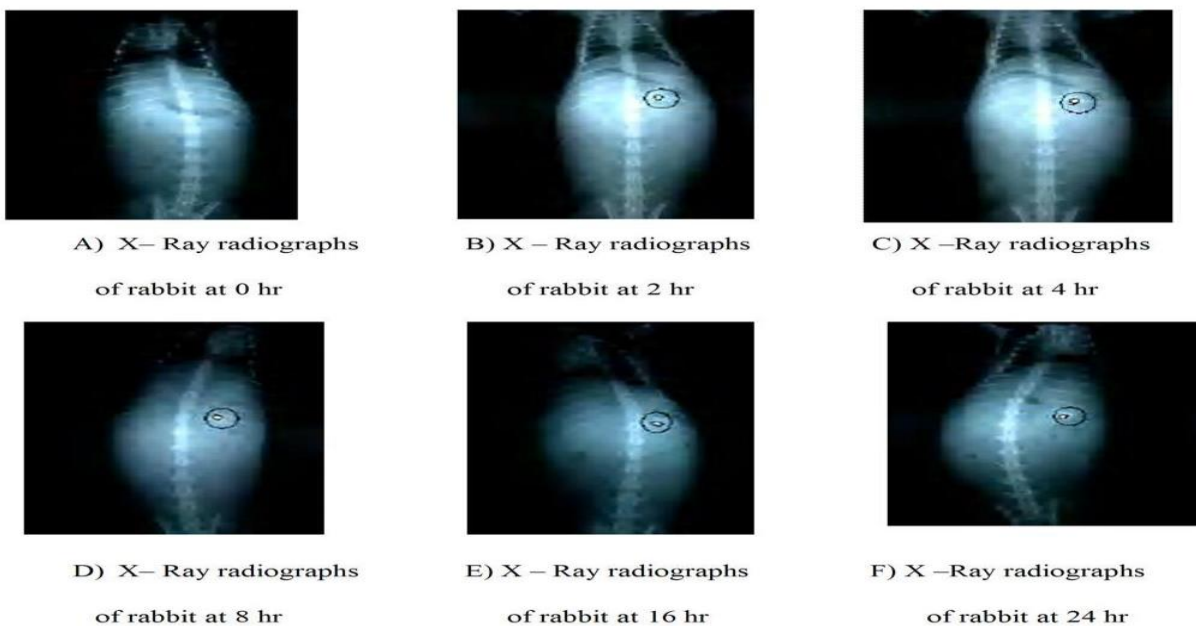 A) X– Ray radiographs
of rabbit at 0 hr
B) X – Ray radiographs
of rabbit at 2 hr
C) X –Ray radiographs
of rabbit at 4 hr
D) X– Ray radiographs
of rabbit at 8 hr
E) X – Ray radiographs
of rabbit at 16 hr
F) X –Ray radiographs
of rabbit at 24 hr